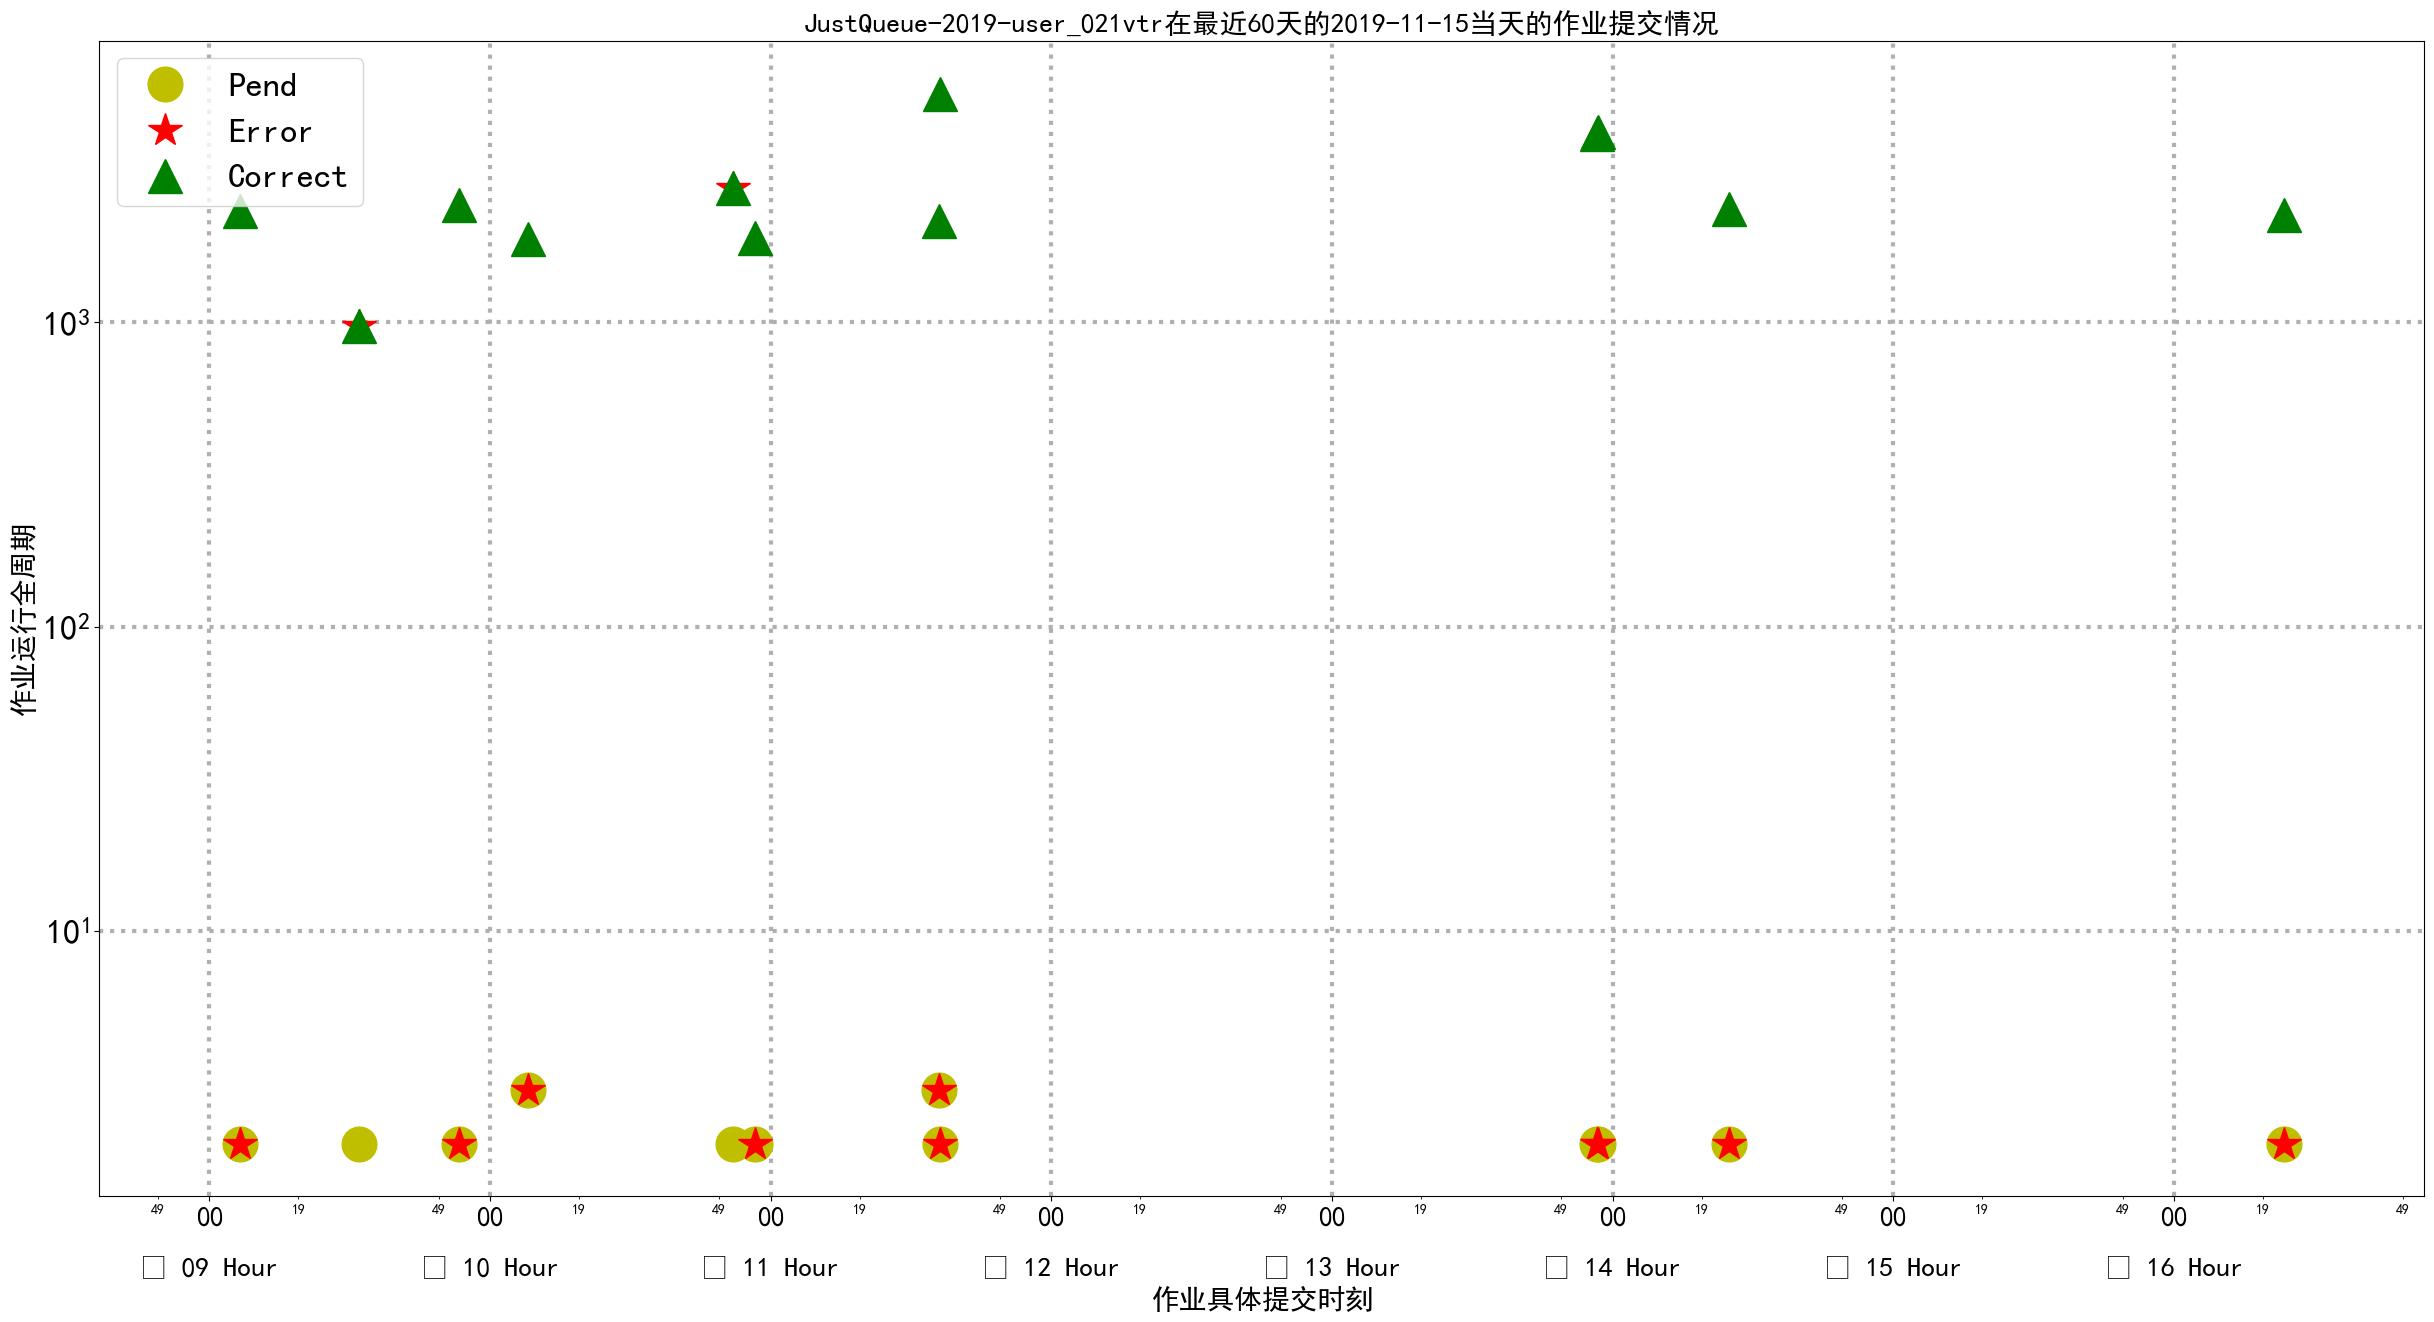 JustQueue-2019-user_021vtr在最近60天的2019-11-15当天的作业提交情况
Pend
Error
Correct
作业运行全周期
10³
10²
10¹
49 00 19 49 00 19 49 00 19 49 00 19 49 00 19 49 00 19 49 00 19 49 00 19 49
□ 09 Hour □ 10 Hour □ 11 Hour □ 12 Hour □ 13 Hour □ 14 Hour □ 15 Hour □ 16 Hour
作业具体提交时刻